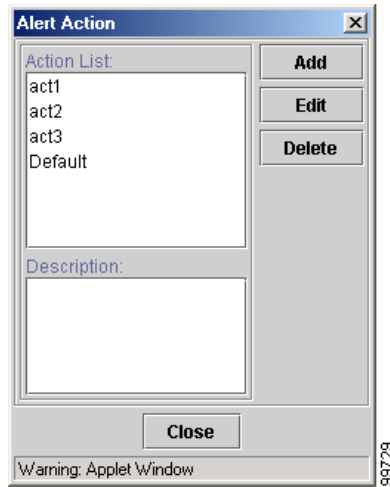 Alert Action
Action List:
act1
act2
act3
Default
Add
Edit
Delete
Description:
Close
Warning: Applet Window
99729